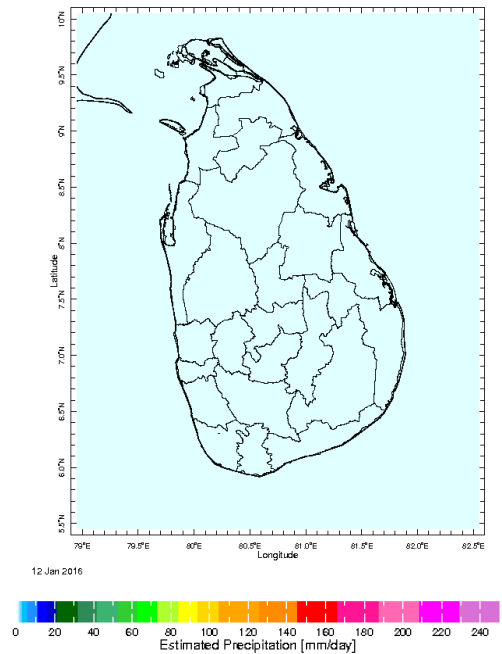 10°N
9.5°N
9°N
8.5°N
8°N
7.5°N
7.0°N
6.5°N
6.0°N
5.5°N
Latitude
79°E 79.5°E 80°E 80.5°E 81.0°E 81.5°E 82°E 82.5°E
Longitude
12 Jan 2016
0 20 40 60 80 100 120 140 160 180 200 220 240
Estimated Precipitation [mm/day]